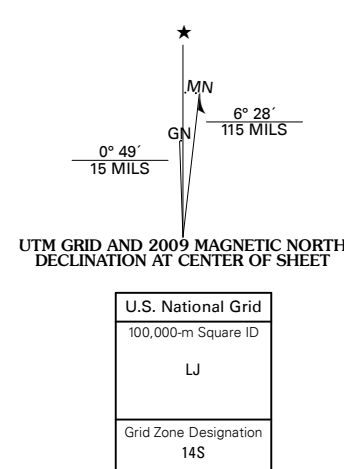 ★
MN
6° 28´
115 MILS
GN
0° 49´
15 MILS
UTM GRID AND 2009 MAGNETIC NORTH
DECLINATION AT CENTER OF SHEET
U.S. National Grid
100,000-m Square ID
LJ
Grid Zone Designation
14S